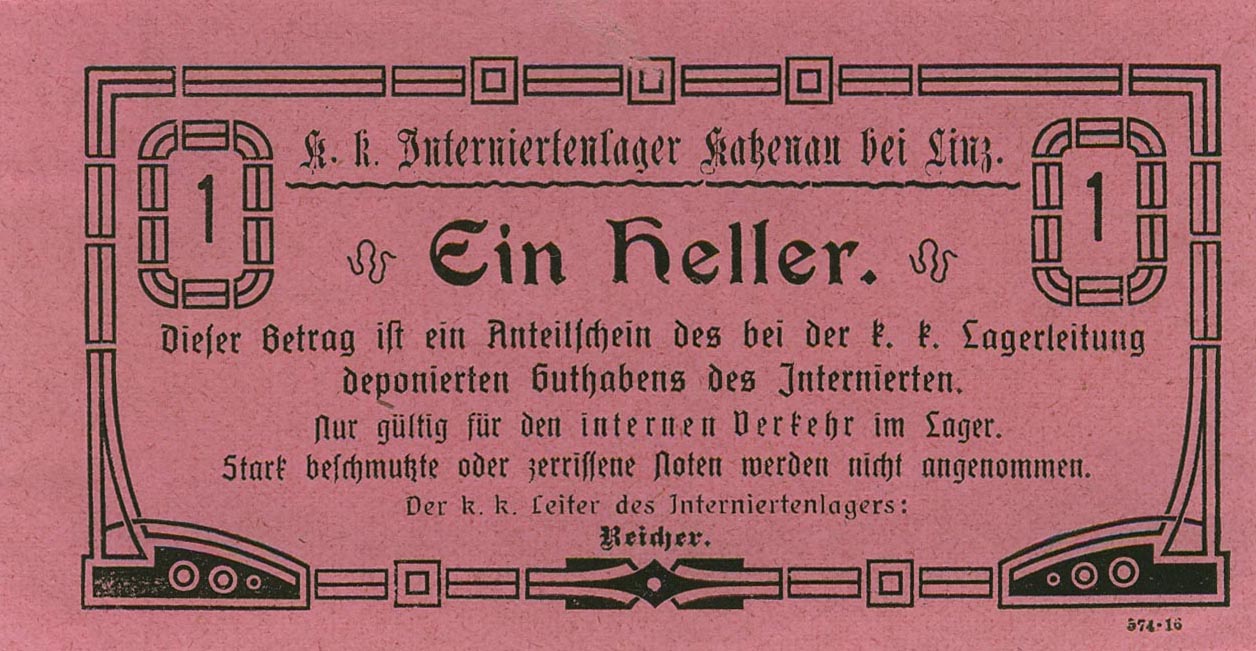 K. k. Interniertenlager Katzenau bei Linz.
1
1
Ein Heller.
Dieser Betrag ist ein Anteilschein des bei der k. k. Lagerleitung
deponierten Guthabens des Internierten.
Nur gültig für den internen Verkehr im Lager.
Stark beschmutzte oder zerrissene Noten werden nicht angenommen.
Der k. k. Leiter des Interniertenlagers:
Reicher.
574-16